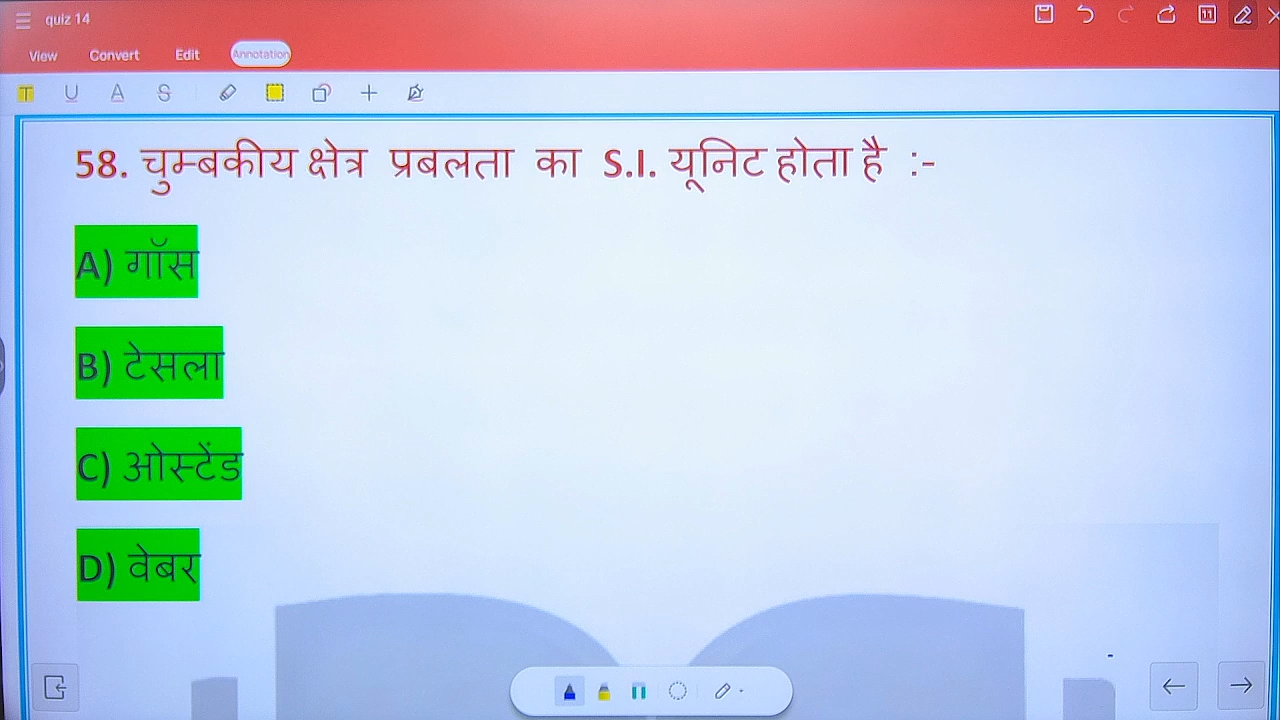 quiz 14
View Convert Edit Annotation
T U A S
58. चुम्बकीय क्षेत्र प्रबलता का S.I. यूनिट होता है :-
A) गॉस
B) टेसला
C) ओस्टेंड
D) वेबर